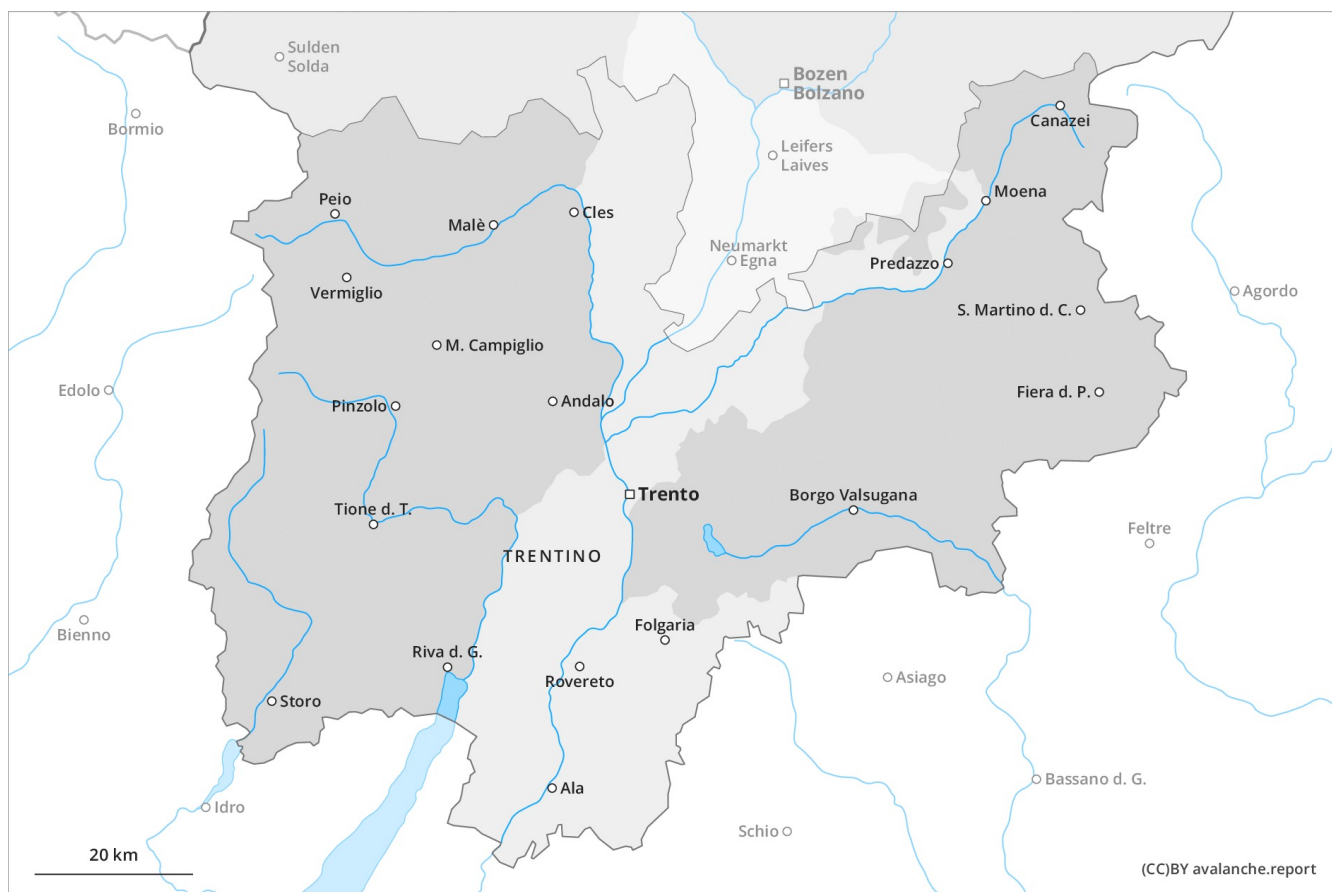 Sulden
Solda
Bozen
Bolzano
Bormio
Canazei
Leifers
Laives
Moena
Peio
Malè
Cles
Neumarkt
Egna
Predazzo
Vermiglio
Agordo
S. Martino d. C.
M. Campiglio
Edolo
Pinzolo
Andalo
Fiera d. P.
Trento
Borgo Valsugana
Tione d. T.
Feltre
TRENTINO
Bienno
Folgaria
Riva d. G.
Rovereto
Asiago
Storo
Bassano d. G.
Ala
Idro
Schio
20 km
(CC)BY avalanche.report